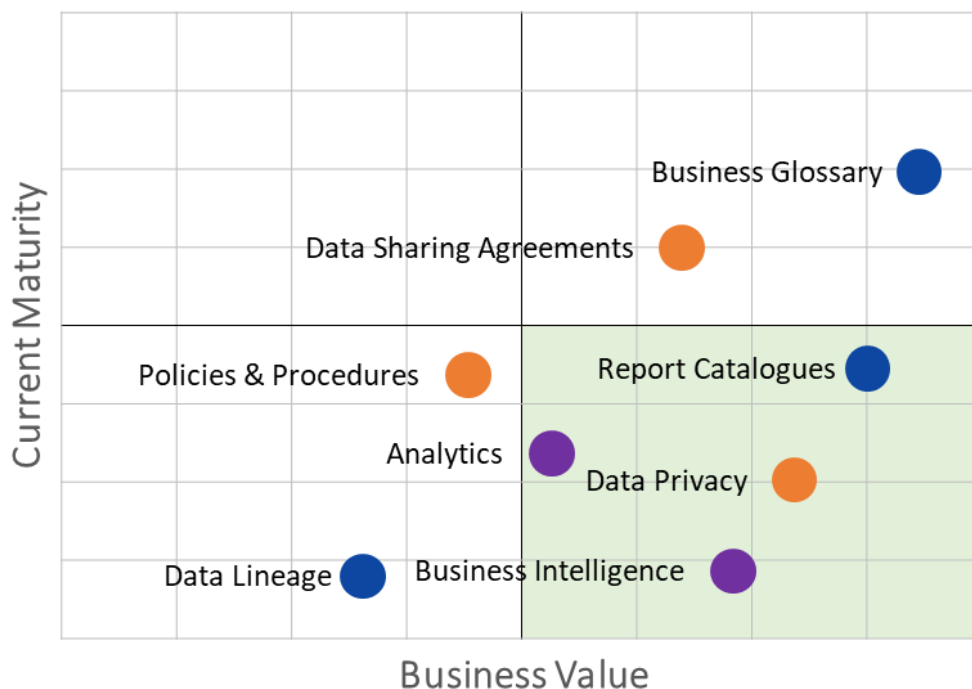 Business Glossary
Data Sharing Agreements
Current Maturity
Policies & Procedures
Report Catalogues
Analytics
Data Privacy
Business Intelligence
Data Lineage
Business Value